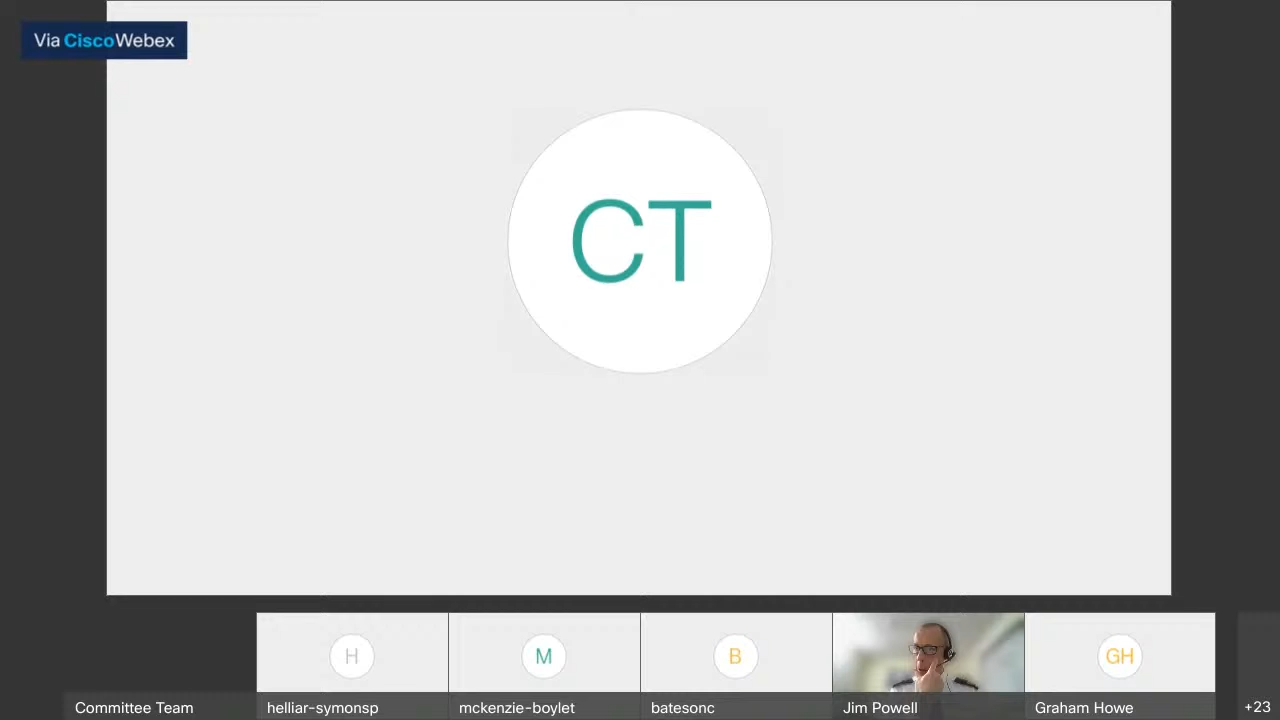 Via CiscoWebex
CT
H
M
B
GH
Committee Team
helliar-symonsp
mckenzie-boylet
batesonc
Jim Powell
Graham Howe
+23